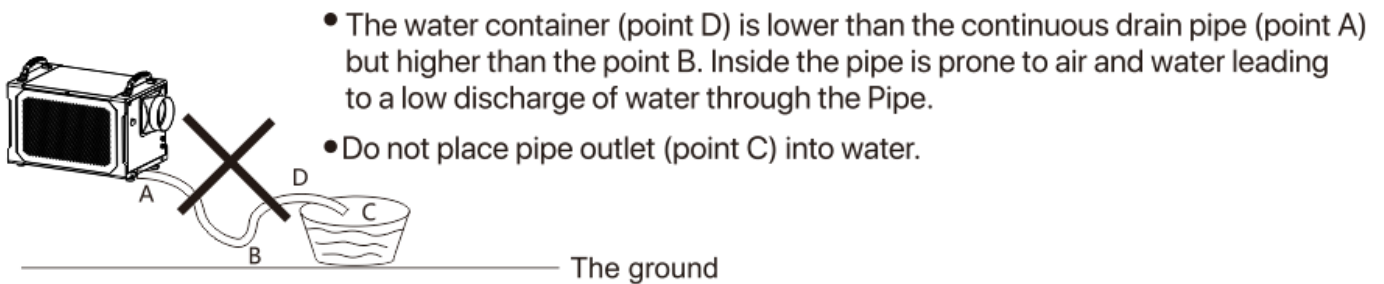 • The water container (point D) is lower than the continuous drain pipe (point A)
but higher than the point B. Inside the pipe is prone to air and water leading
to a low discharge of water through the Pipe.
•Do not place pipe outlet (point C) into water.
A
D
C
B
The ground